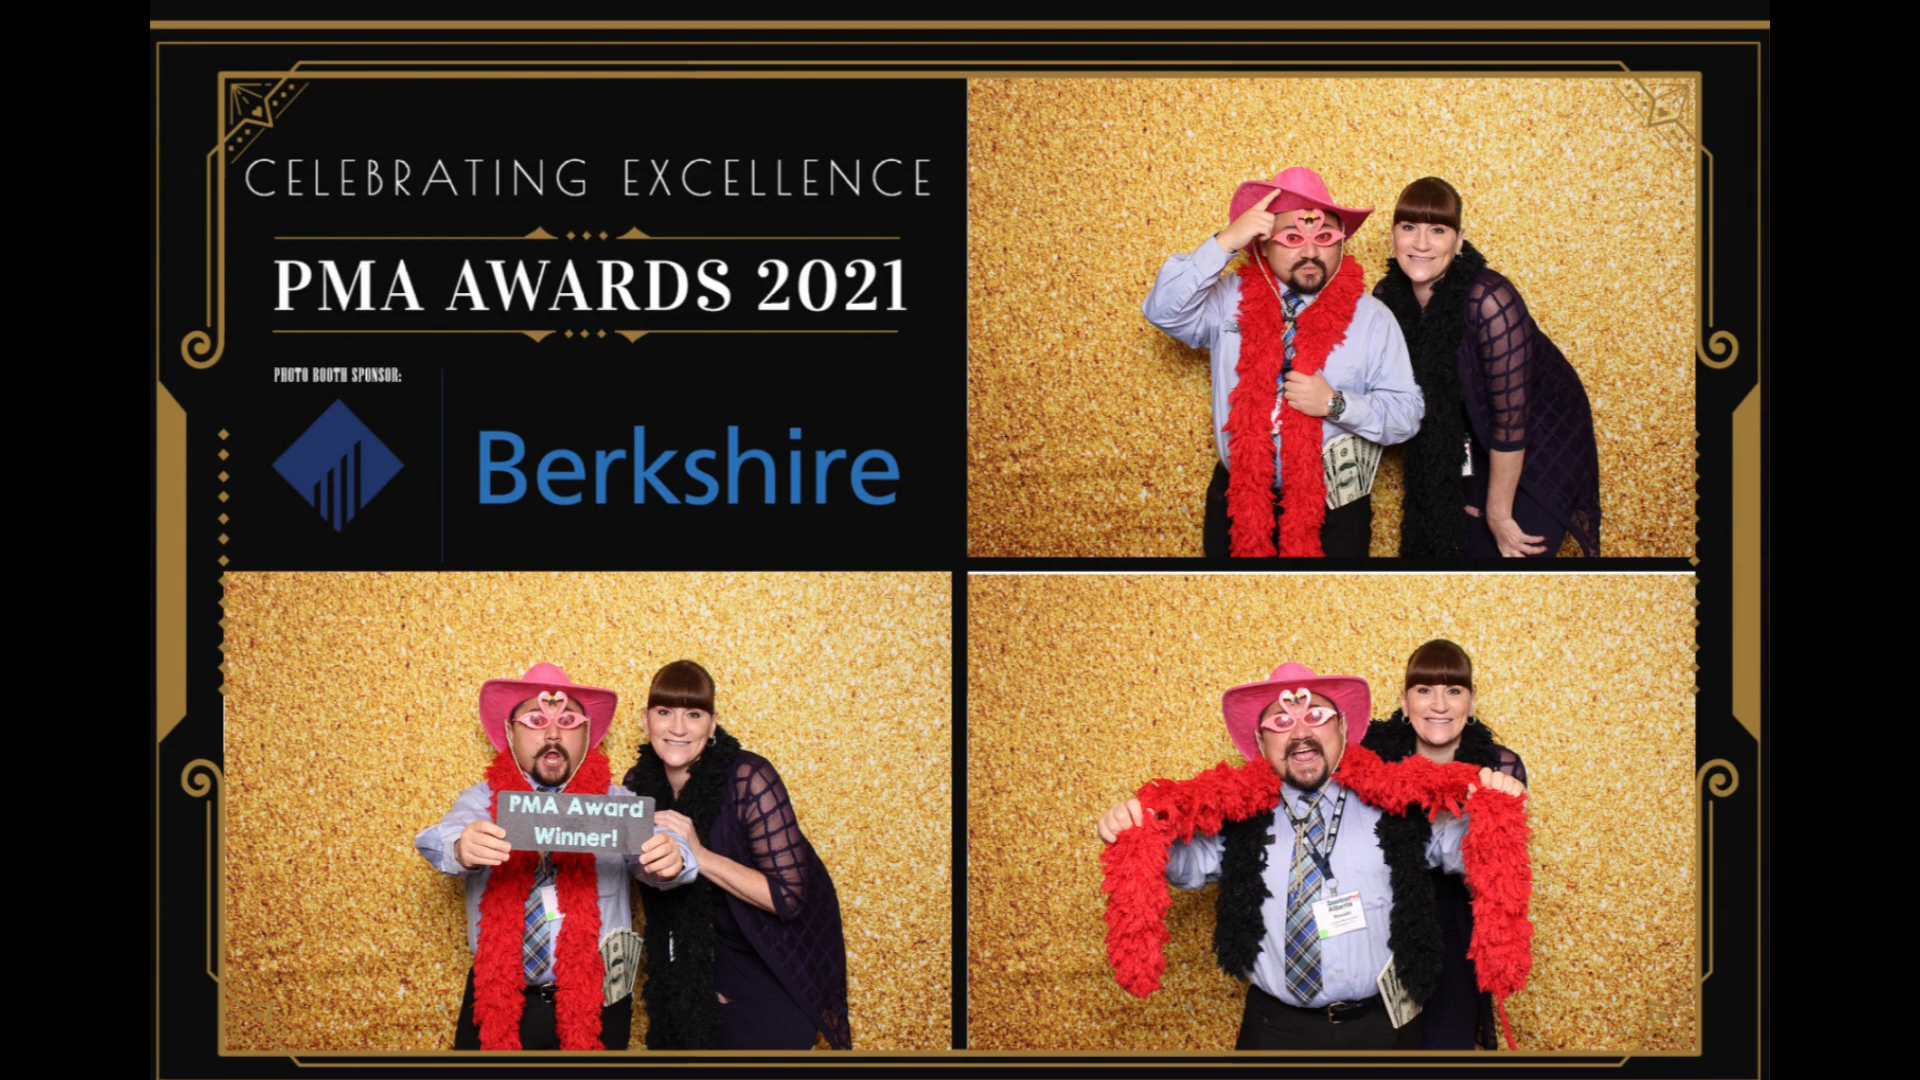 CELEBRATING EXCELLENCE
PMA AWARDS 2021
PHOTO BOOTH SPONSOR:
Berkshire
PMA Award
Winner!